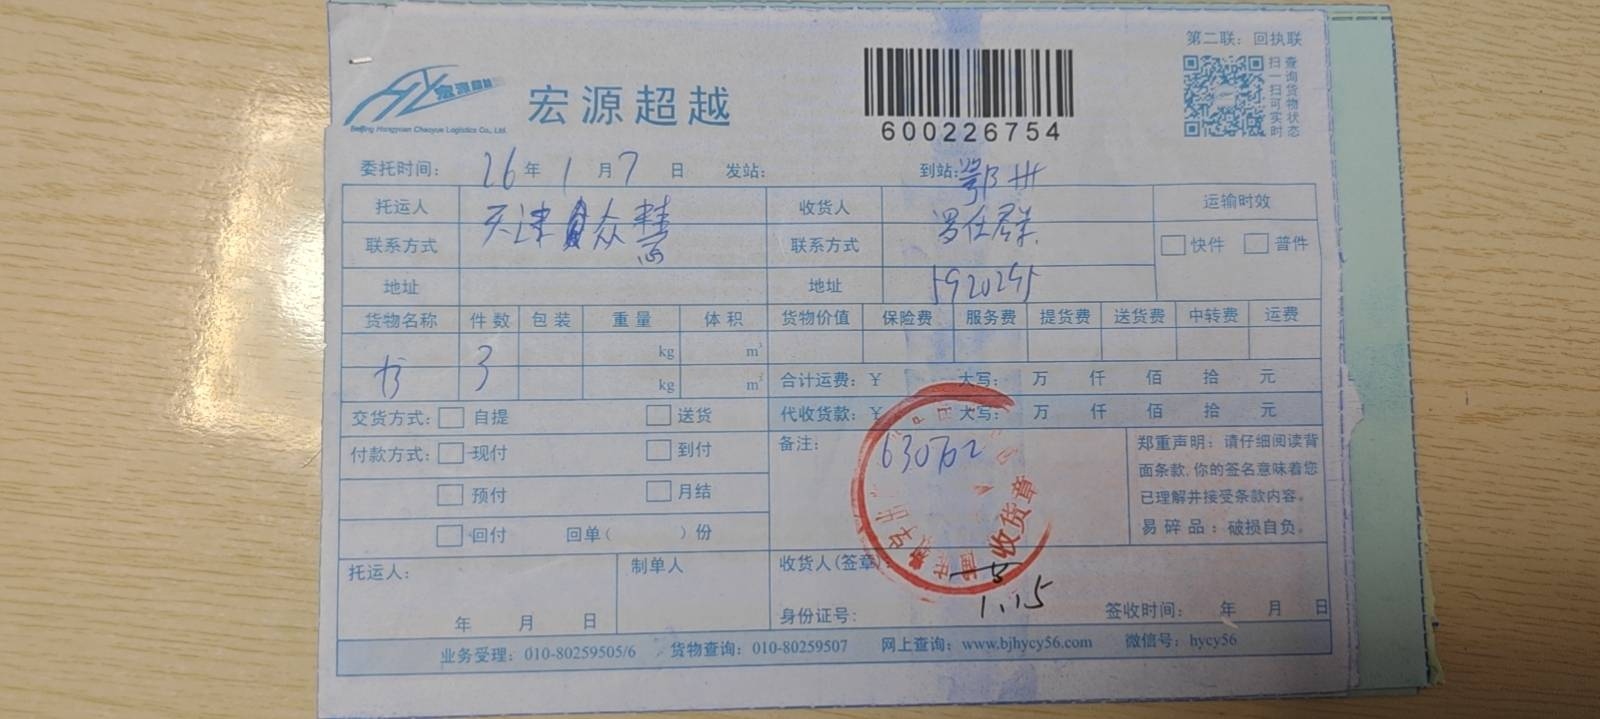 第二联：回执联
宏源超越
Beijing Hongyuan Chaoyue Logistics Co., Ltd.
宏源超越
600226754
扫一扫可实时
查询货物状态
委托时间： 26 年 1 月 7 日 发站： 到站：鄂州
托运人 天津众慧 收货人 罗任群 运输时效
联系方式 联系方式 快件 普件
地址 地址 5920295
货物名称 件数 包装 重量 体积 货物价值 保险费 服务费 提货费 送货费 中转费 运费
kg m³
书 3 kg m³ 合计运费：¥ 大写： 万 仟 佰 拾 元
交货方式： 自提 送货 代收货款：¥ 大写： 万 仟 佰 拾 元
付款方式： 现付 到付 备注：
预付 月结
回付 回单（ ）份
郑重声明：请仔细阅读背
面条款，你的签名意味着您
已理解并接受条款内容。
易碎品：破损自负。
收货章
托运人： 制单人 收货人(签章)：
1.15
年 月 日 身份证号： 签收时间： 年 月 日
业务受理：010-80259505/6 货物查询：010-80259507 网上查询：www.bjhycy56.com 微信号：hycy56